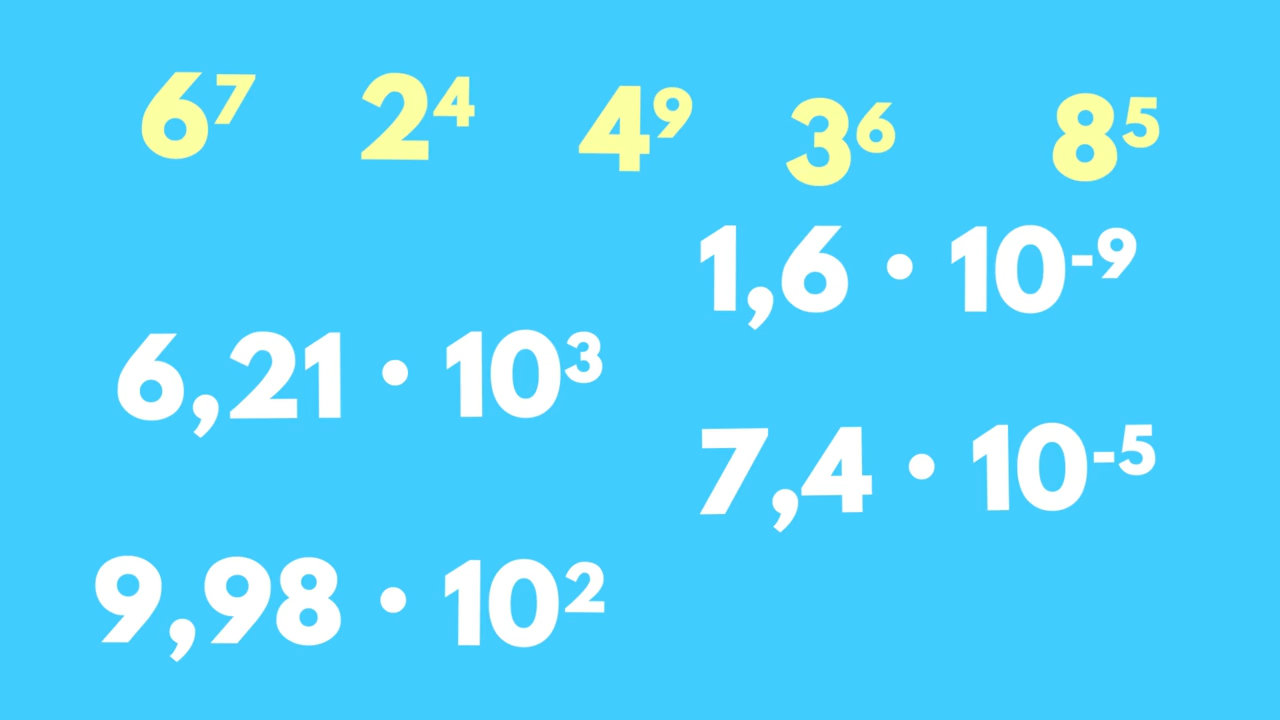 6⁷ 2⁴ 4⁹ 3⁶ 8⁵
1,6 · 10⁻⁹
6,21 · 10³
7,4 · 10⁻⁵
9,98 · 10²